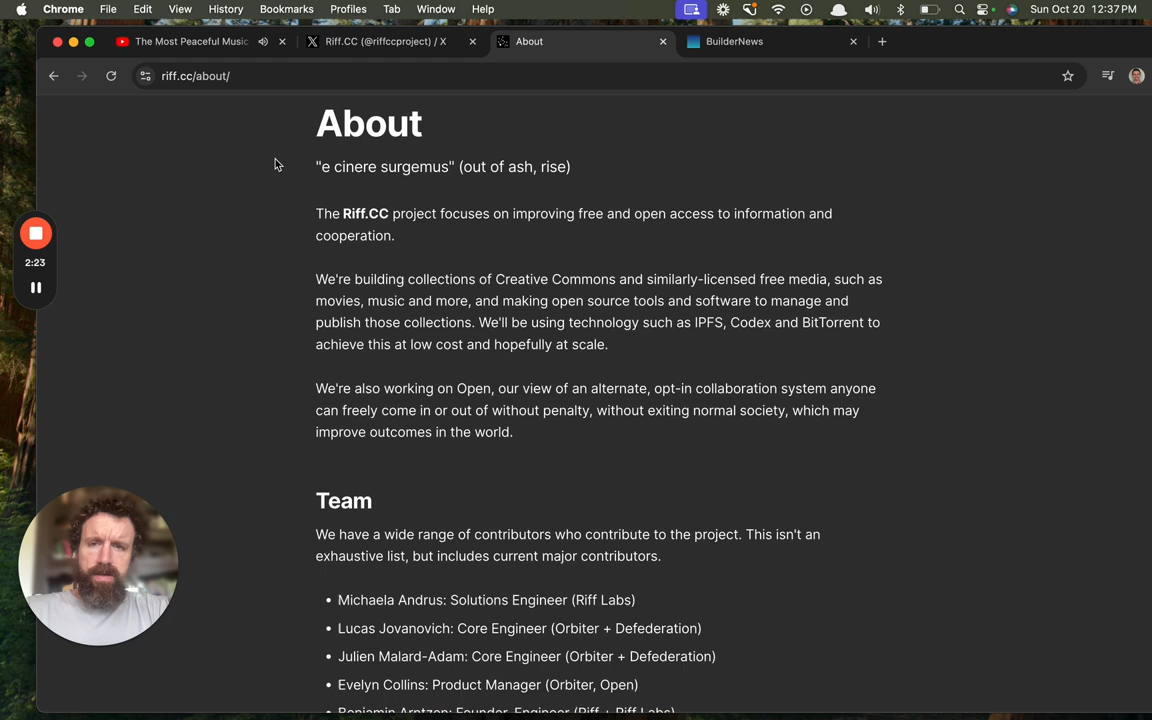 Chrome File Edit View History Bookmarks Profiles Tab Window Help Sun Oct 20 12:37 PM
The Most Peaceful Music
Riff.CC (@riffccproject) / X
About
BuilderNews
riff.cc/about/
About
"e cinere surgemus" (out of ash, rise)
The Riff.CC project focuses on improving free and open access to information and
cooperation.
2:23
We're building collections of Creative Commons and similarly-licensed free media, such as
movies, music and more, and making open source tools and software to manage and
publish those collections. We'll be using technology such as IPFS, Codex and BitTorrent to
achieve this at low cost and hopefully at scale.
We're also working on Open, our view of an alternate, opt-in collaboration system anyone
can freely come in or out of without penalty, without exiting normal society, which may
improve outcomes in the world.
Team
We have a wide range of contributors who contribute to the project. This isn't an
exhaustive list, but includes current major contributors.
• Michaela Andrus: Solutions Engineer (Riff Labs)
• Lucas Jovanovich: Core Engineer (Orbiter + Defederation)
• Julien Malard-Adam: Core Engineer (Orbiter + Defederation)
• Evelyn Collins: Product Manager (Orbiter, Open)
• Benjamin Arntzen: Founder, Engineer (Riff + Riff Labs)